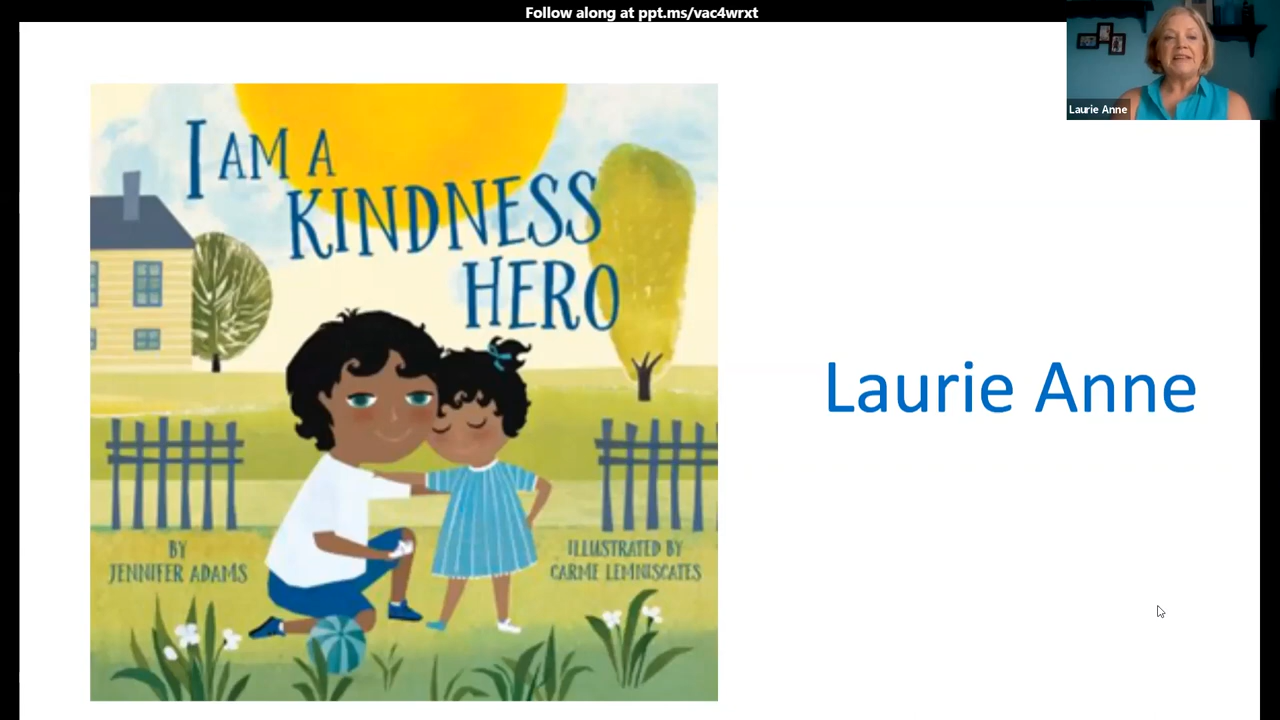 Follow along at ppt.ms/vac4wrxt
Laurie Anne
I AM A
KINDNESS
HERO
Laurie Anne
BY
JENNIFER ADAMS
ILLUSTRATED BY
CARME LEMNISCATES